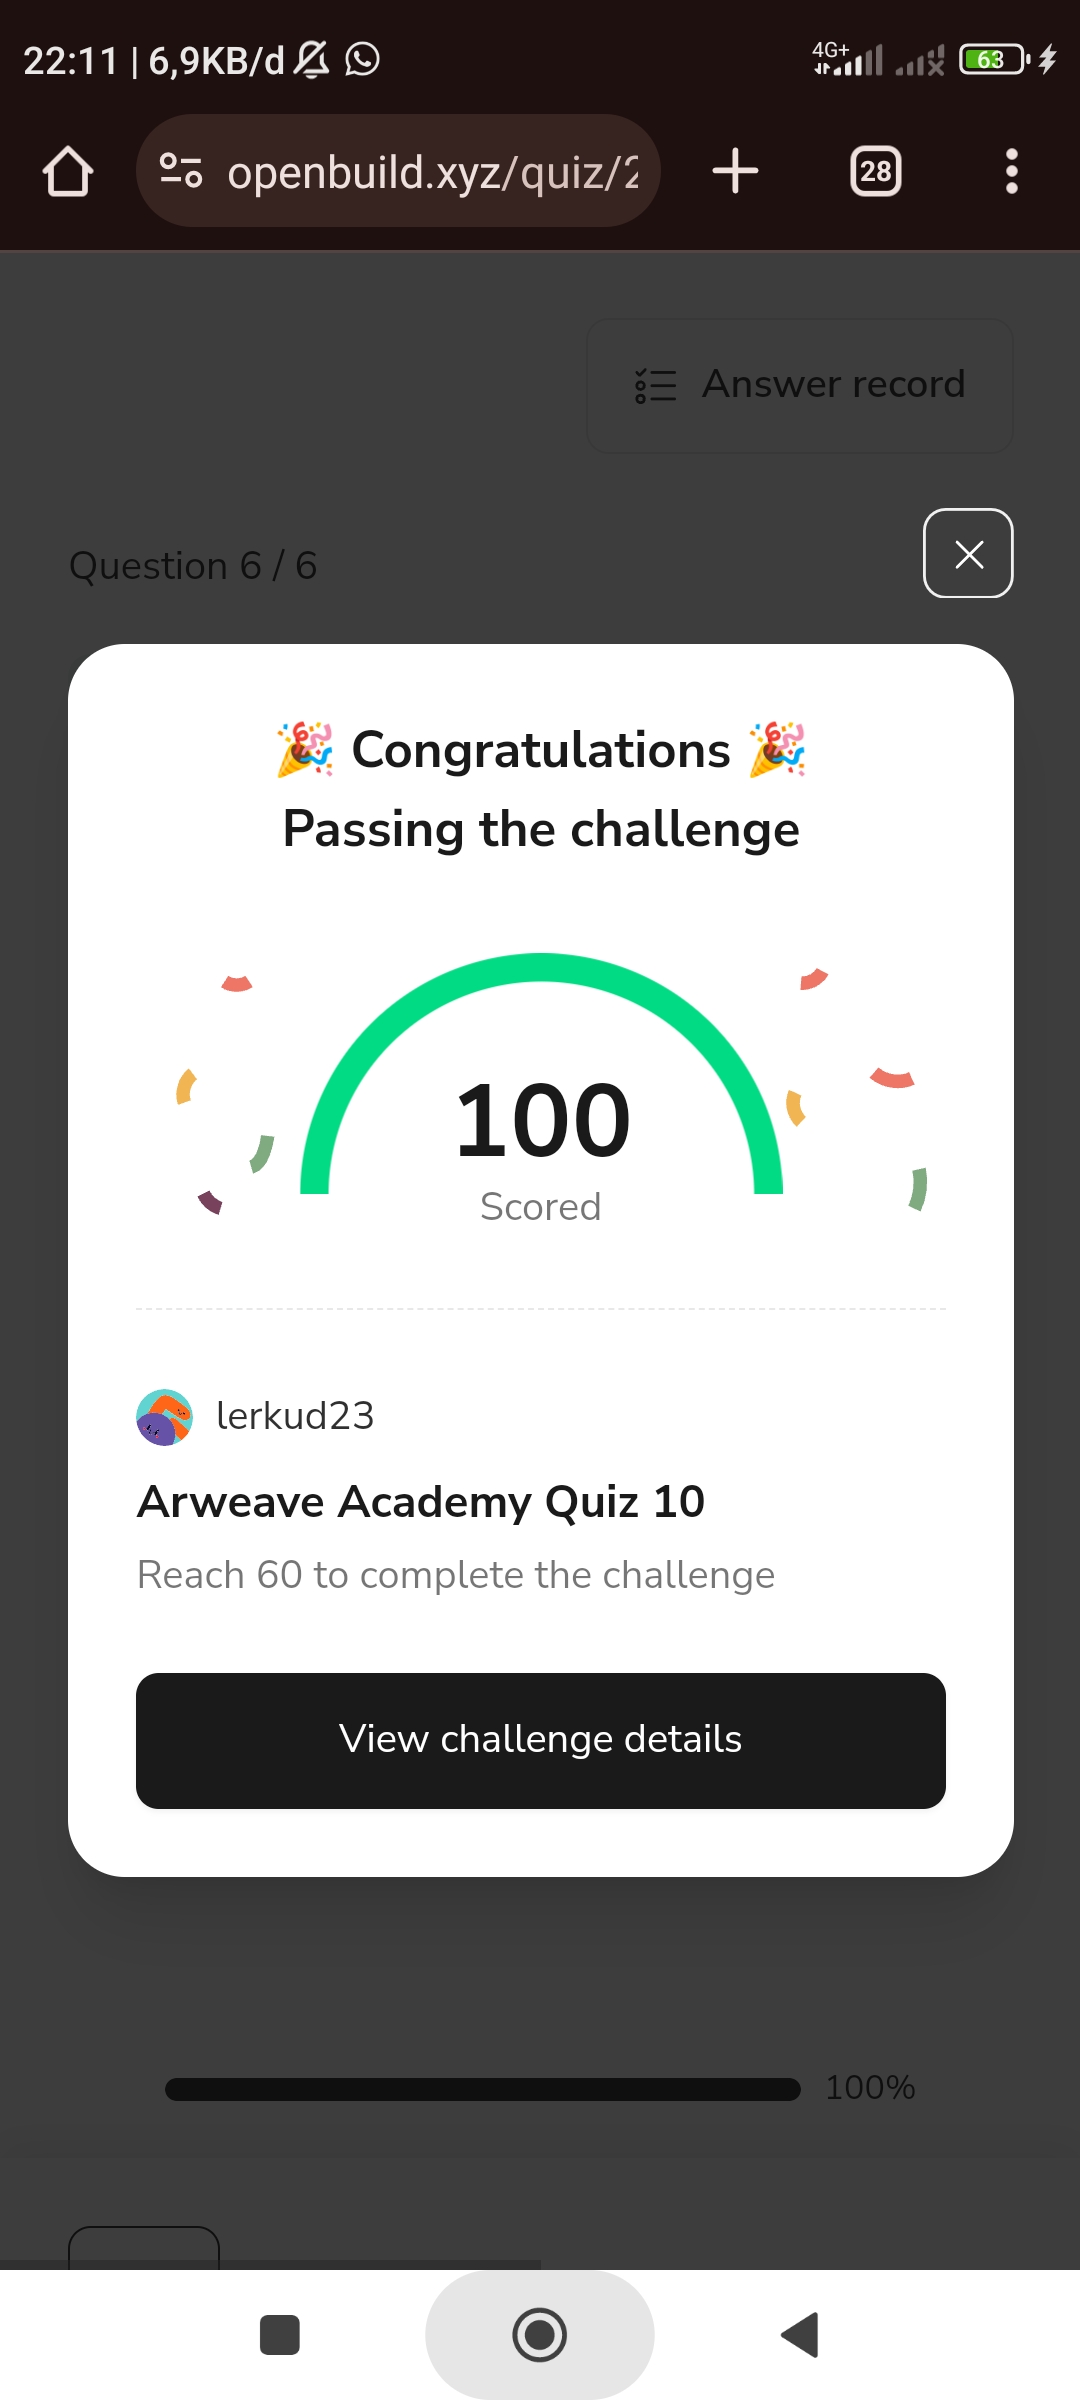 22:11 | 6,9KB/d
4G+
63
openbuild.xyz/quiz/2
28
Answer record
Question 6 / 6
🎉 Congratulations 🎉
Passing the challenge
100
Scored
lerkud23
Arweave Academy Quiz 10
Reach 60 to complete the challenge
View challenge details
100%